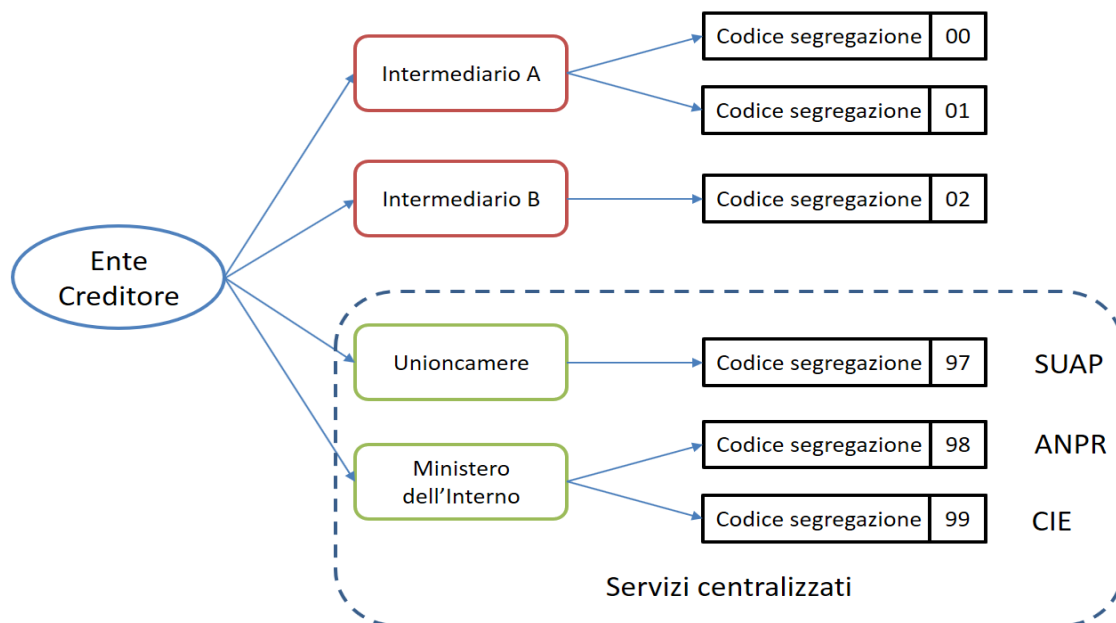 Codice segregazione 00
Intermediario A
Codice segregazione 01
Intermediario B
Codice segregazione 02
Ente
Creditore
Unioncamere
Codice segregazione 97
SUAP
Codice segregazione 98
ANPR
Ministero
dell'Interno
Codice segregazione 99
CIE
Servizi centralizzati